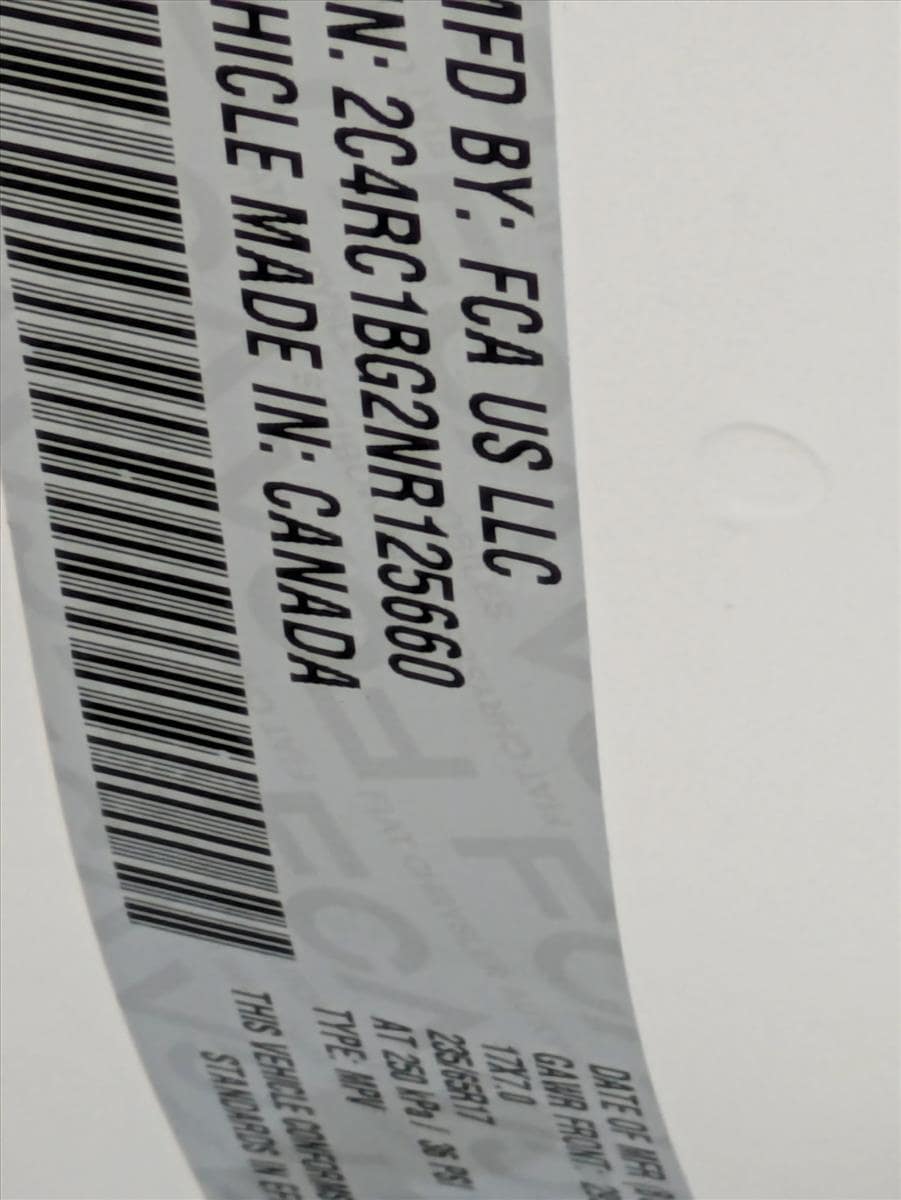 MFD BY: FCA US LLC
N: 2C4RC1BG2NR125660
HICLE MADE IN: CANADA
DATE OF MFR
GAWR FRONT:
17X7.0
235/65R17
AT 250 kPa / 36 PSI
TYPE: MPV
THIS VEHICLE CONFORMS
STANDARDS IN